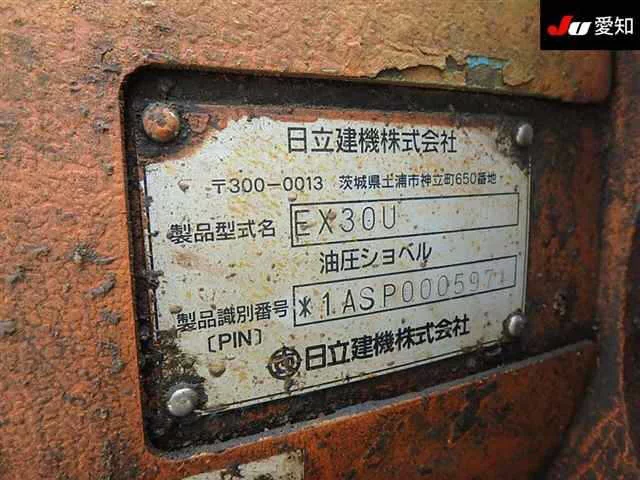 JU 愛知
日立建機株式会社
〒300-0013 茨城県土浦市神立町650番地
製品型式名 EX30U
油圧ショベル
製品識別番号 *1ASP0005971
〔PIN〕
日立建機株式会社